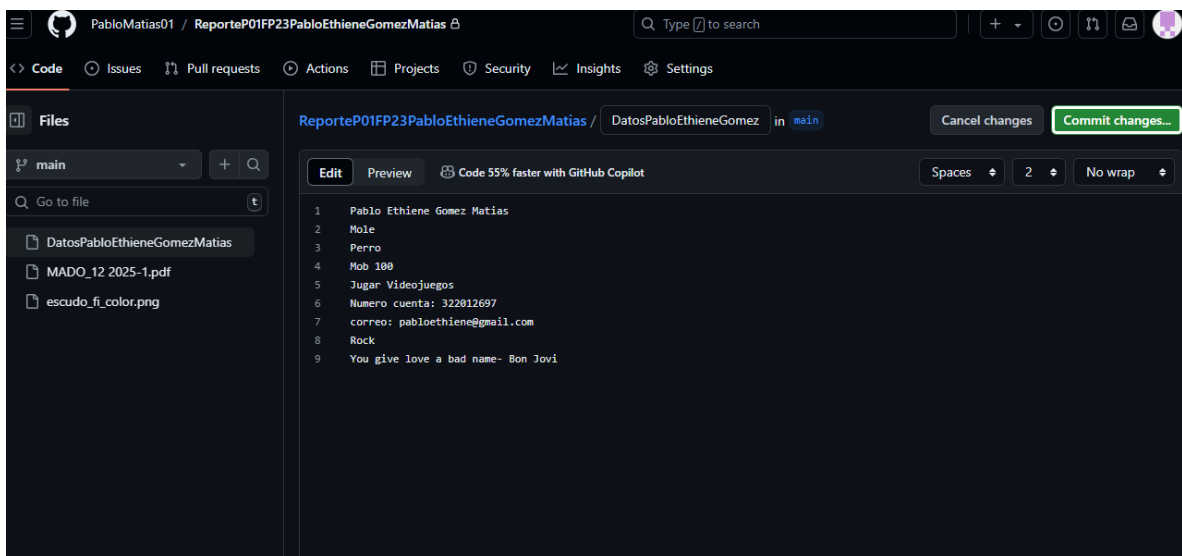 PabloMatias01 / ReporteP01FP23PabloEthieneGomezMatias
Type / to search
Code Issues Pull requests Actions Projects Security Insights Settings
Files
main
Go to file t
DatosPabloEthieneGomezMatias
MADO_12 2025-1.pdf
escudo_fi_color.png
ReporteP01FP23PabloEthieneGomezMatias / DatosPabloEthieneGomez in main
Cancel changes Commit changes...
Edit Preview Code 55% faster with GitHub Copilot
Spaces 2 No wrap
1 Pablo Ethiene Gomez Matias
2 Mole
3 Perro
4 Mob 100
5 Jugar Videojuegos
6 Numero cuenta: 322012697
7 correo: pabloethiene@gmail.com
8 Rock
9 You give love a bad name- Bon Jovi